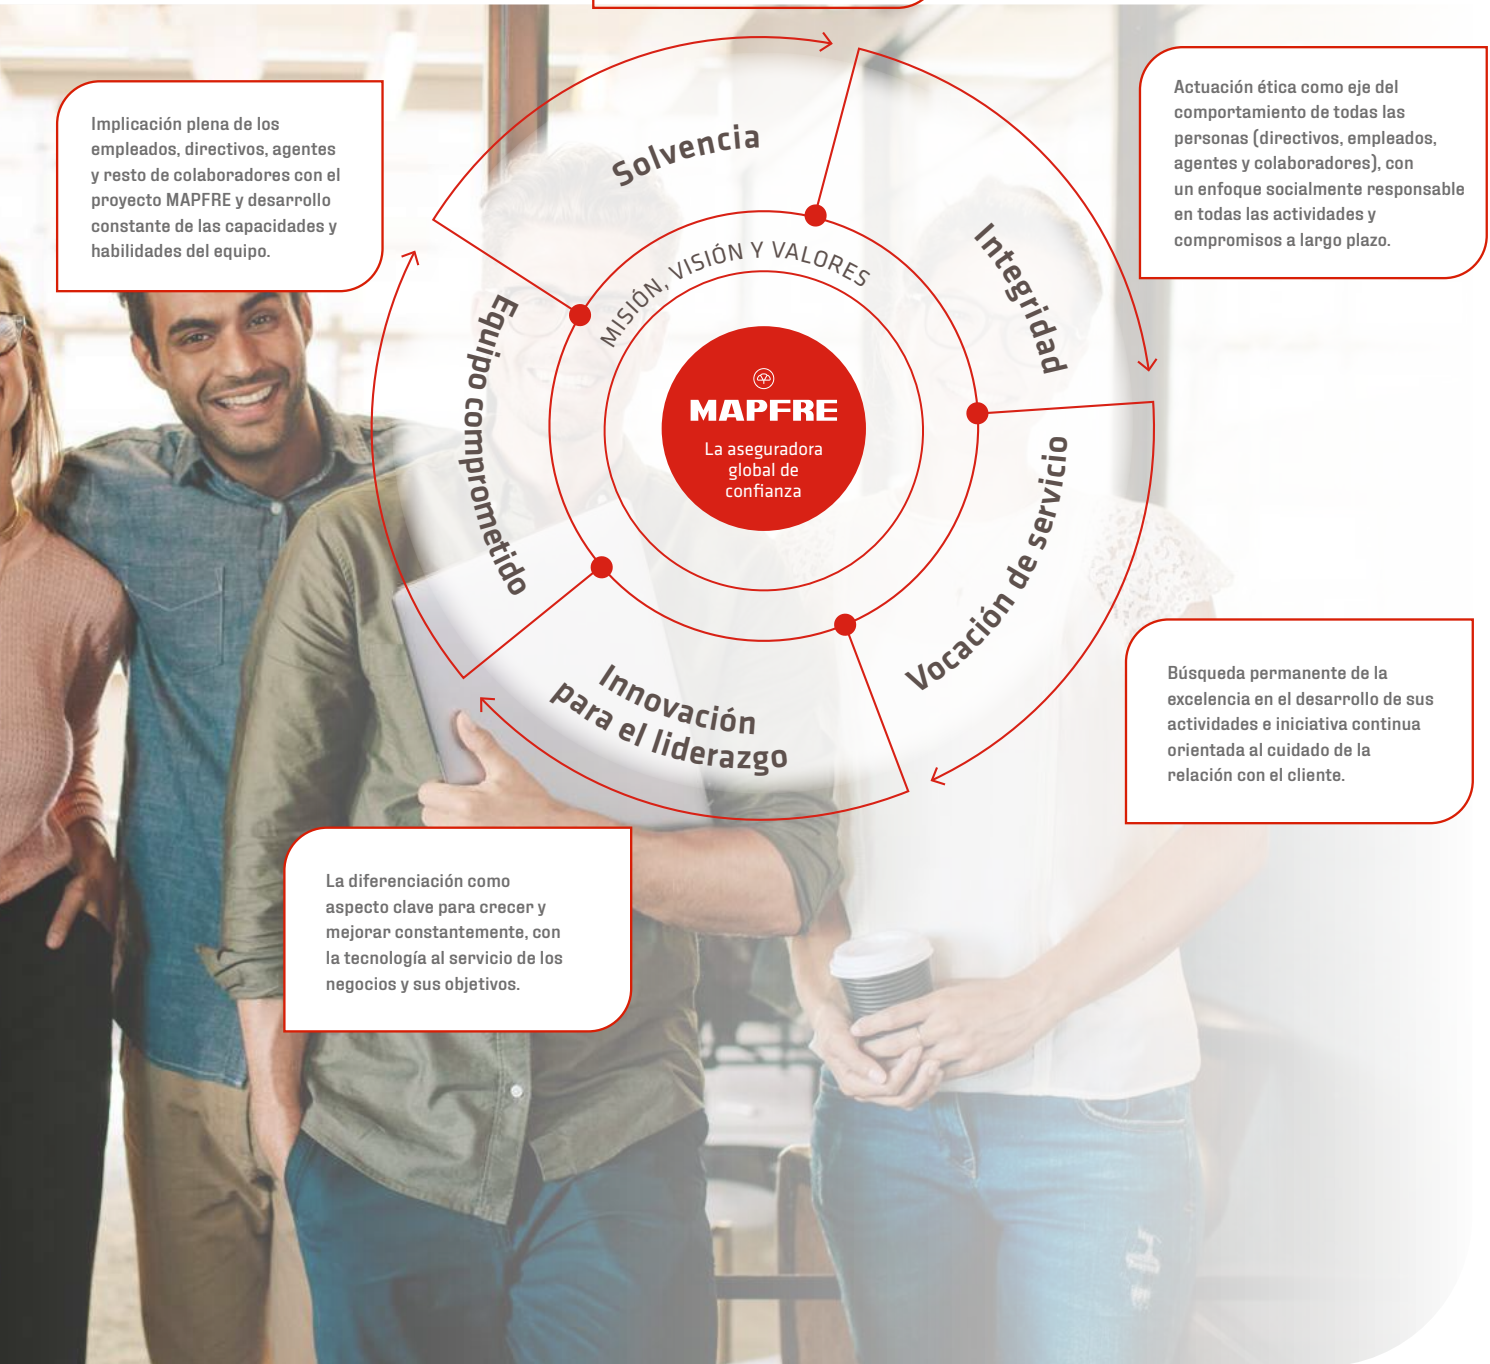 Implicación plena de los
empleados, directivos, agentes
y resto de colaboradores con el
proyecto MAPFRE y desarrollo
constante de las capacidades y
habilidades del equipo.
Solvencia
Actuación ética como eje del
comportamiento de todas las
personas (directivos, empleados,
agentes y colaboradores), con
un enfoque socialmente responsable
en todas las actividades y
compromisos a largo plazo.
Integridad
MISIÓN, VISIÓN Y VALORES
Equipo comprometido
MAPFRE
La aseguradora
global de
confianza
Vocación de servicio
Innovación
para el liderazgo
Búsqueda permanente de la
excelencia en el desarrollo de sus
actividades e iniciativa continua
orientada al cuidado de la
relación con el cliente.
La diferenciación como
aspecto clave para crecer y
mejorar constantemente, con
la tecnología al servicio de los
negocios y sus objetivos.